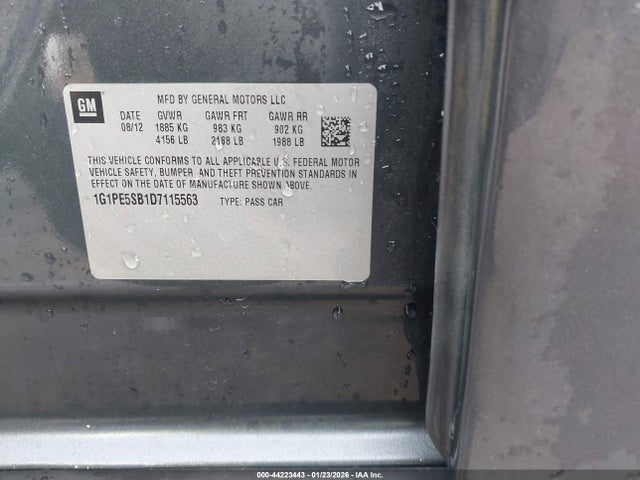 GM
MFD BY GENERAL MOTORS LLC
DATE GVWR GAWR FRT GAWR RR
08/12 1885 KG 983 KG 902 KG
4156 LB 2168 LB 1988 LB
THIS VEHICLE CONFORMS TO ALL APPLICABLE U.S. FEDERAL MOTOR
VEHICLE SAFETY, BUMPER, AND THEFT PREVENTION STANDARDS
IN EFFECT ON THE DATE OF MANUFACTURE SHOWN ABOVE.
1G1PE5SB1D7115563 TYPE: PASS CAR
000-44223443 - 01/23/2026 - IAA Inc.